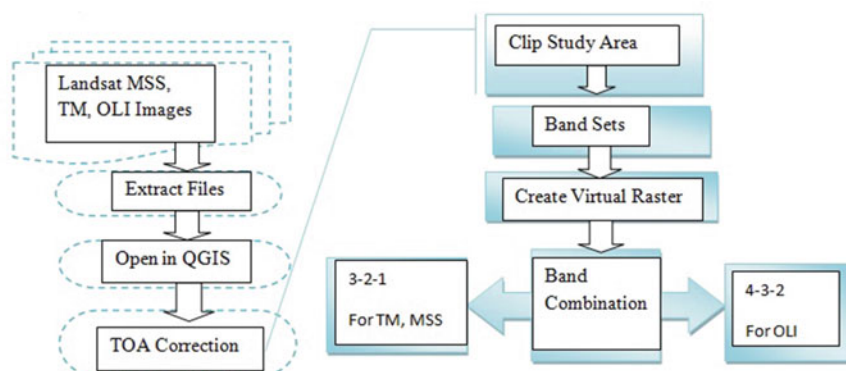 Landsat MSS,
TM, OLI Images
Extract Files
Open in QGIS
TOA Correction
Clip Study Area
Band Sets
Create Virtual Raster
Band
Combination
3-2-1
For TM, MSS
4-3-2
For OLI